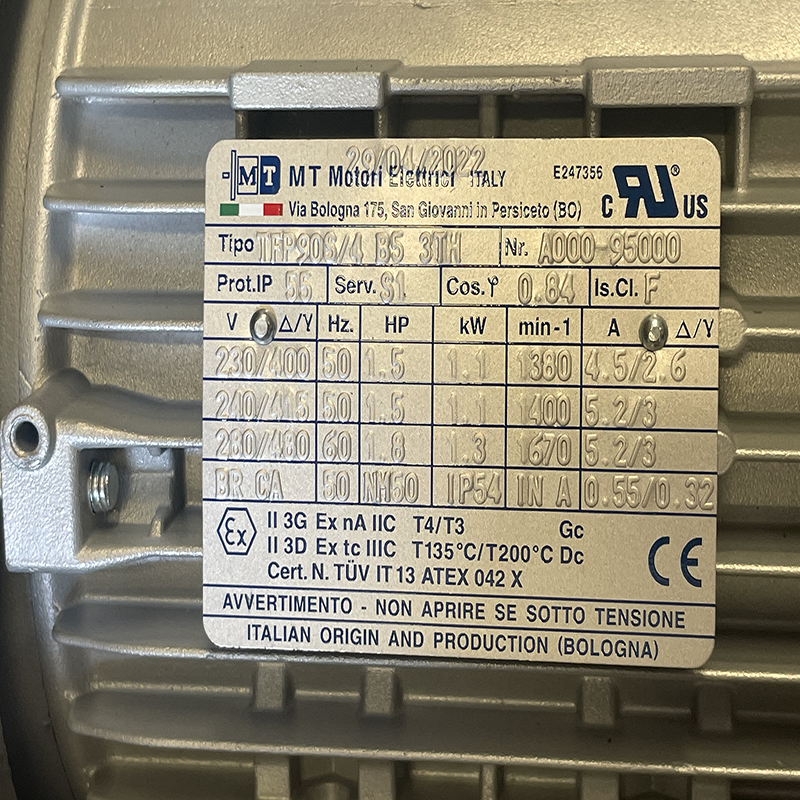 29/04/2022
MT MT Motori Elettrici ITALY E247356
Via Bologna 175, San Giovanni in Persiceto (BO) C RU ® US
Tipo TFP90S/4 B5 3TH Nr. A000-95000
Prot.IP 55 Serv. S1 Cos.φ 0.84 Is.Cl. F
V Δ/Y Hz. HP kW min-1 A Δ/Y
230/400 50 1.5 1.1 1380 4.5/2.6
240/415 50 1.5 1.1 1400 5.2/3
280/480 60 1.8 1.3 1670 5.2/3
BR CA 50 NM50 IP54 IN A 0.55/0.32
Ex II 3G Ex nA IIC T4/T3 Gc
II 3D Ex tc IIIC T135°C/T200°C Dc CE
Cert. N. TÜV IT 13 ATEX 042 X
AVVERTIMENTO - NON APRIRE SE SOTTO TENSIONE
ITALIAN ORIGIN AND PRODUCTION (BOLOGNA)